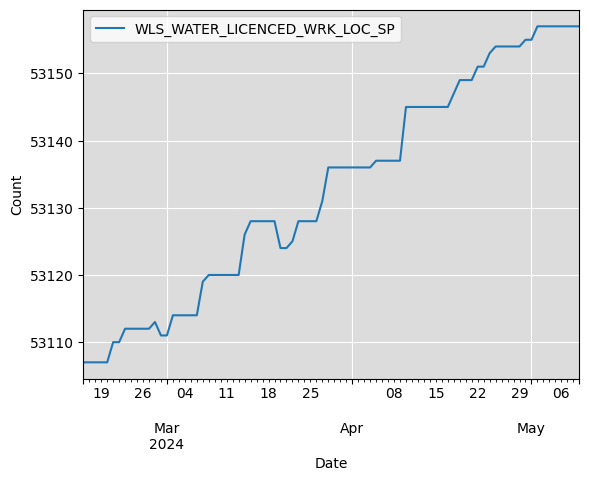 WLS_WATER_LICENCED_WRK_LOC_SP
53150
53140
53130
53120
53110
Count
19 26 04 11 18 25 08 15 22 29 06
Mar Apr May
2024
Date